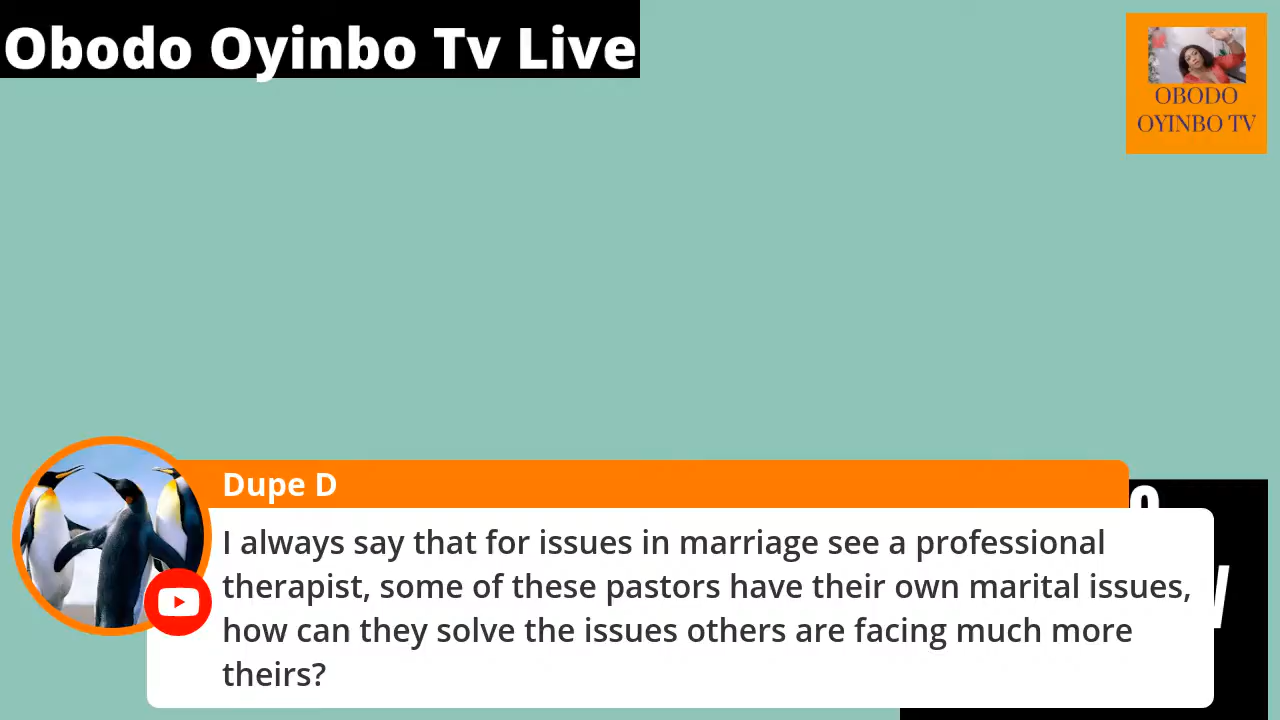 Obodo Oyinbo Tv Live
OBODO
OYINBO TV
Dupe D
I always say that for issues in marriage see a professional
therapist, some of these pastors have their own marital issues,
how can they solve the issues others are facing much more
theirs?